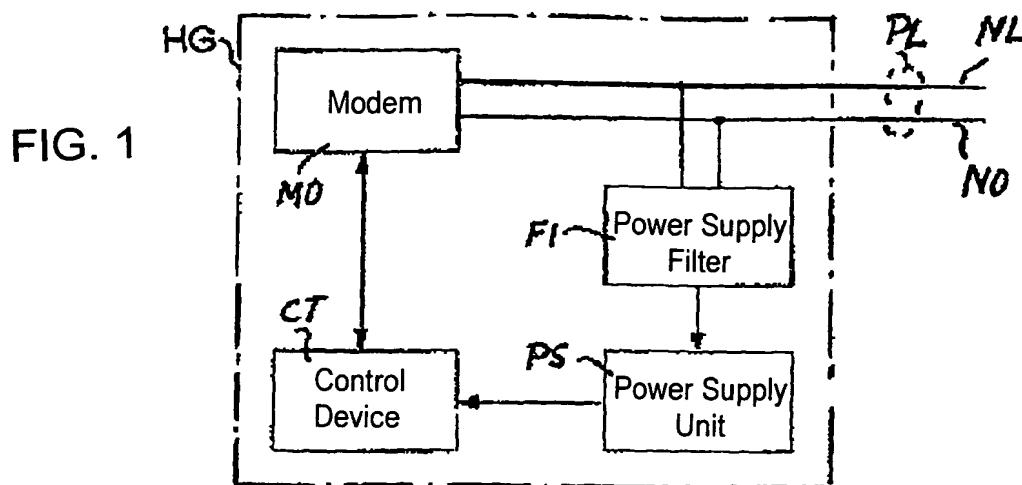 HG
PL
NL
Modem
FIG. 1
MO
NO
FI
Power Supply
Filter
CT
PS
Control
Device
Power Supply
Unit